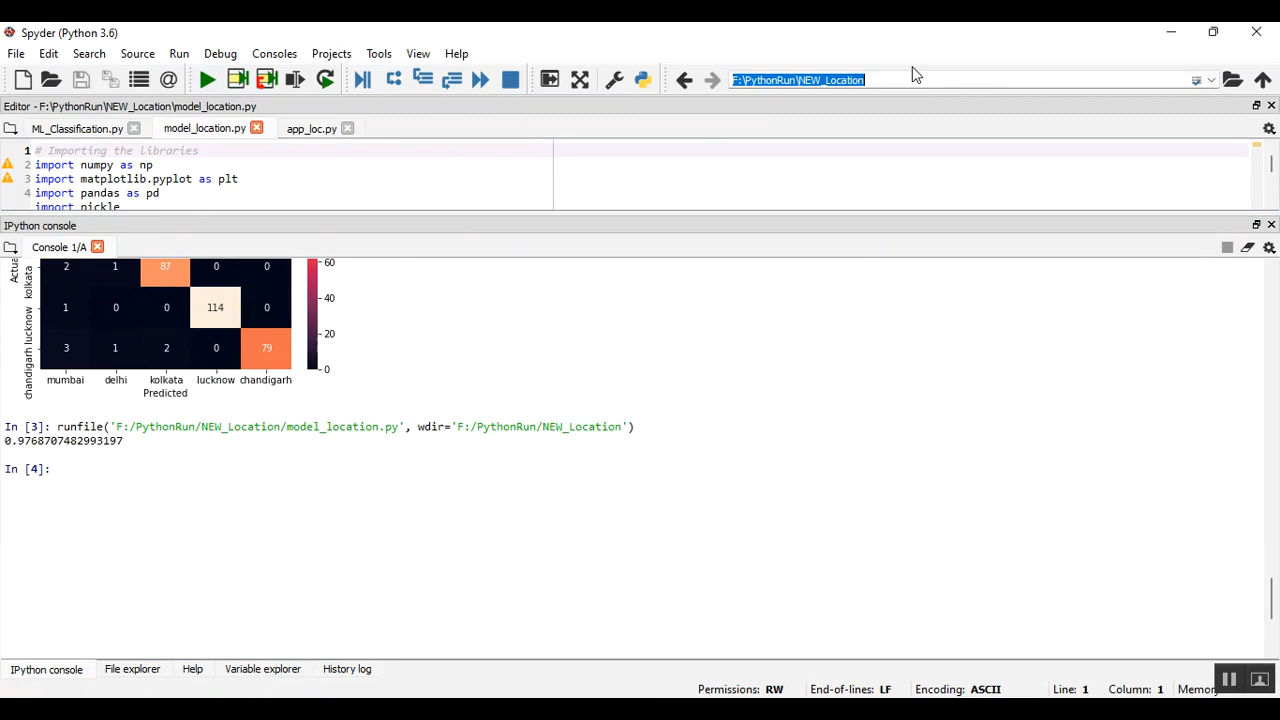 Spyder (Python 3.6)
File Edit Search Source Run Debug Consoles Projects Tools View Help
F:\PythonRun\NEW_Location
Editor - F:\PythonRun\NEW_Location\model_location.py
ML_Classification.py model_location.py app_loc.py
1 # Importing the libraries
2 import numpy as np
3 import matplotlib.pyplot as plt
4 import pandas as pd
import pickle
IPython console
Console 1/A
kolkata 2 1 87 0 0 60
40
lucknow 1 0 0 114 0
20
chandigarh 3 1 2 0 79
0
mumbai delhi kolkata lucknow chandigarh
Predicted
In [3]: runfile('F:/PythonRun/NEW_Location/model_location.py', wdir='F:/PythonRun/NEW_Location')
0.9768707482993197
In [4]:
IPython console File explorer Help Variable explorer History log
Permissions: RW End-of-lines: LF Encoding: ASCII Line: 1 Column: 1